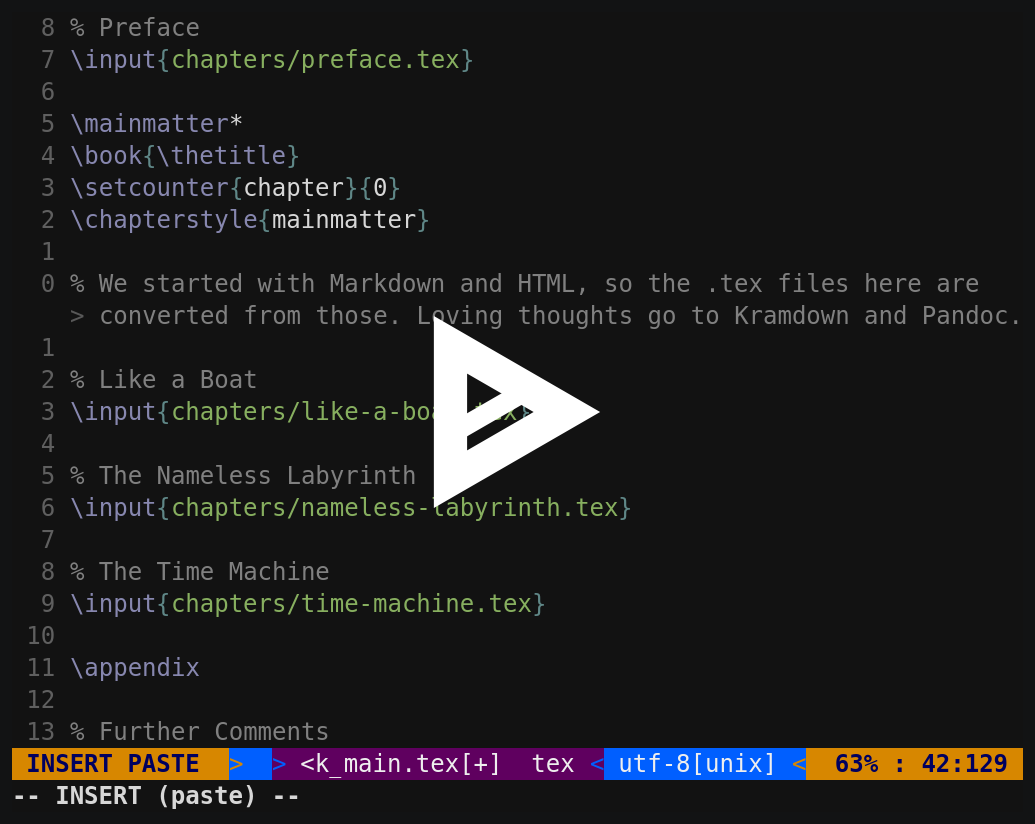 8 % Preface
7 \input{chapters/preface.tex}
6
5 \mainmatter*
4 \book{\thetitle}
3 \setcounter{chapter}{0}
2 \chapterstyle{mainmatter}
1
0 % We started with Markdown and HTML, so the .tex files here are
> converted from those. Loving thoughts go to Kramdown and Pandoc.
1
2 % Like a Boat
3 \input{chapters/like-a-boat.tex}
4
5 % The Nameless Labyrinth
6 \input{chapters/nameless-labyrinth.tex}
7
8 % The Time Machine
9 \input{chapters/time-machine.tex}
10
11 \appendix
12
13 % Further Comments
INSERT PASTE > > <k_main.tex[+] tex < utf-8[unix] < 63% : 42:129
-- INSERT (paste) --